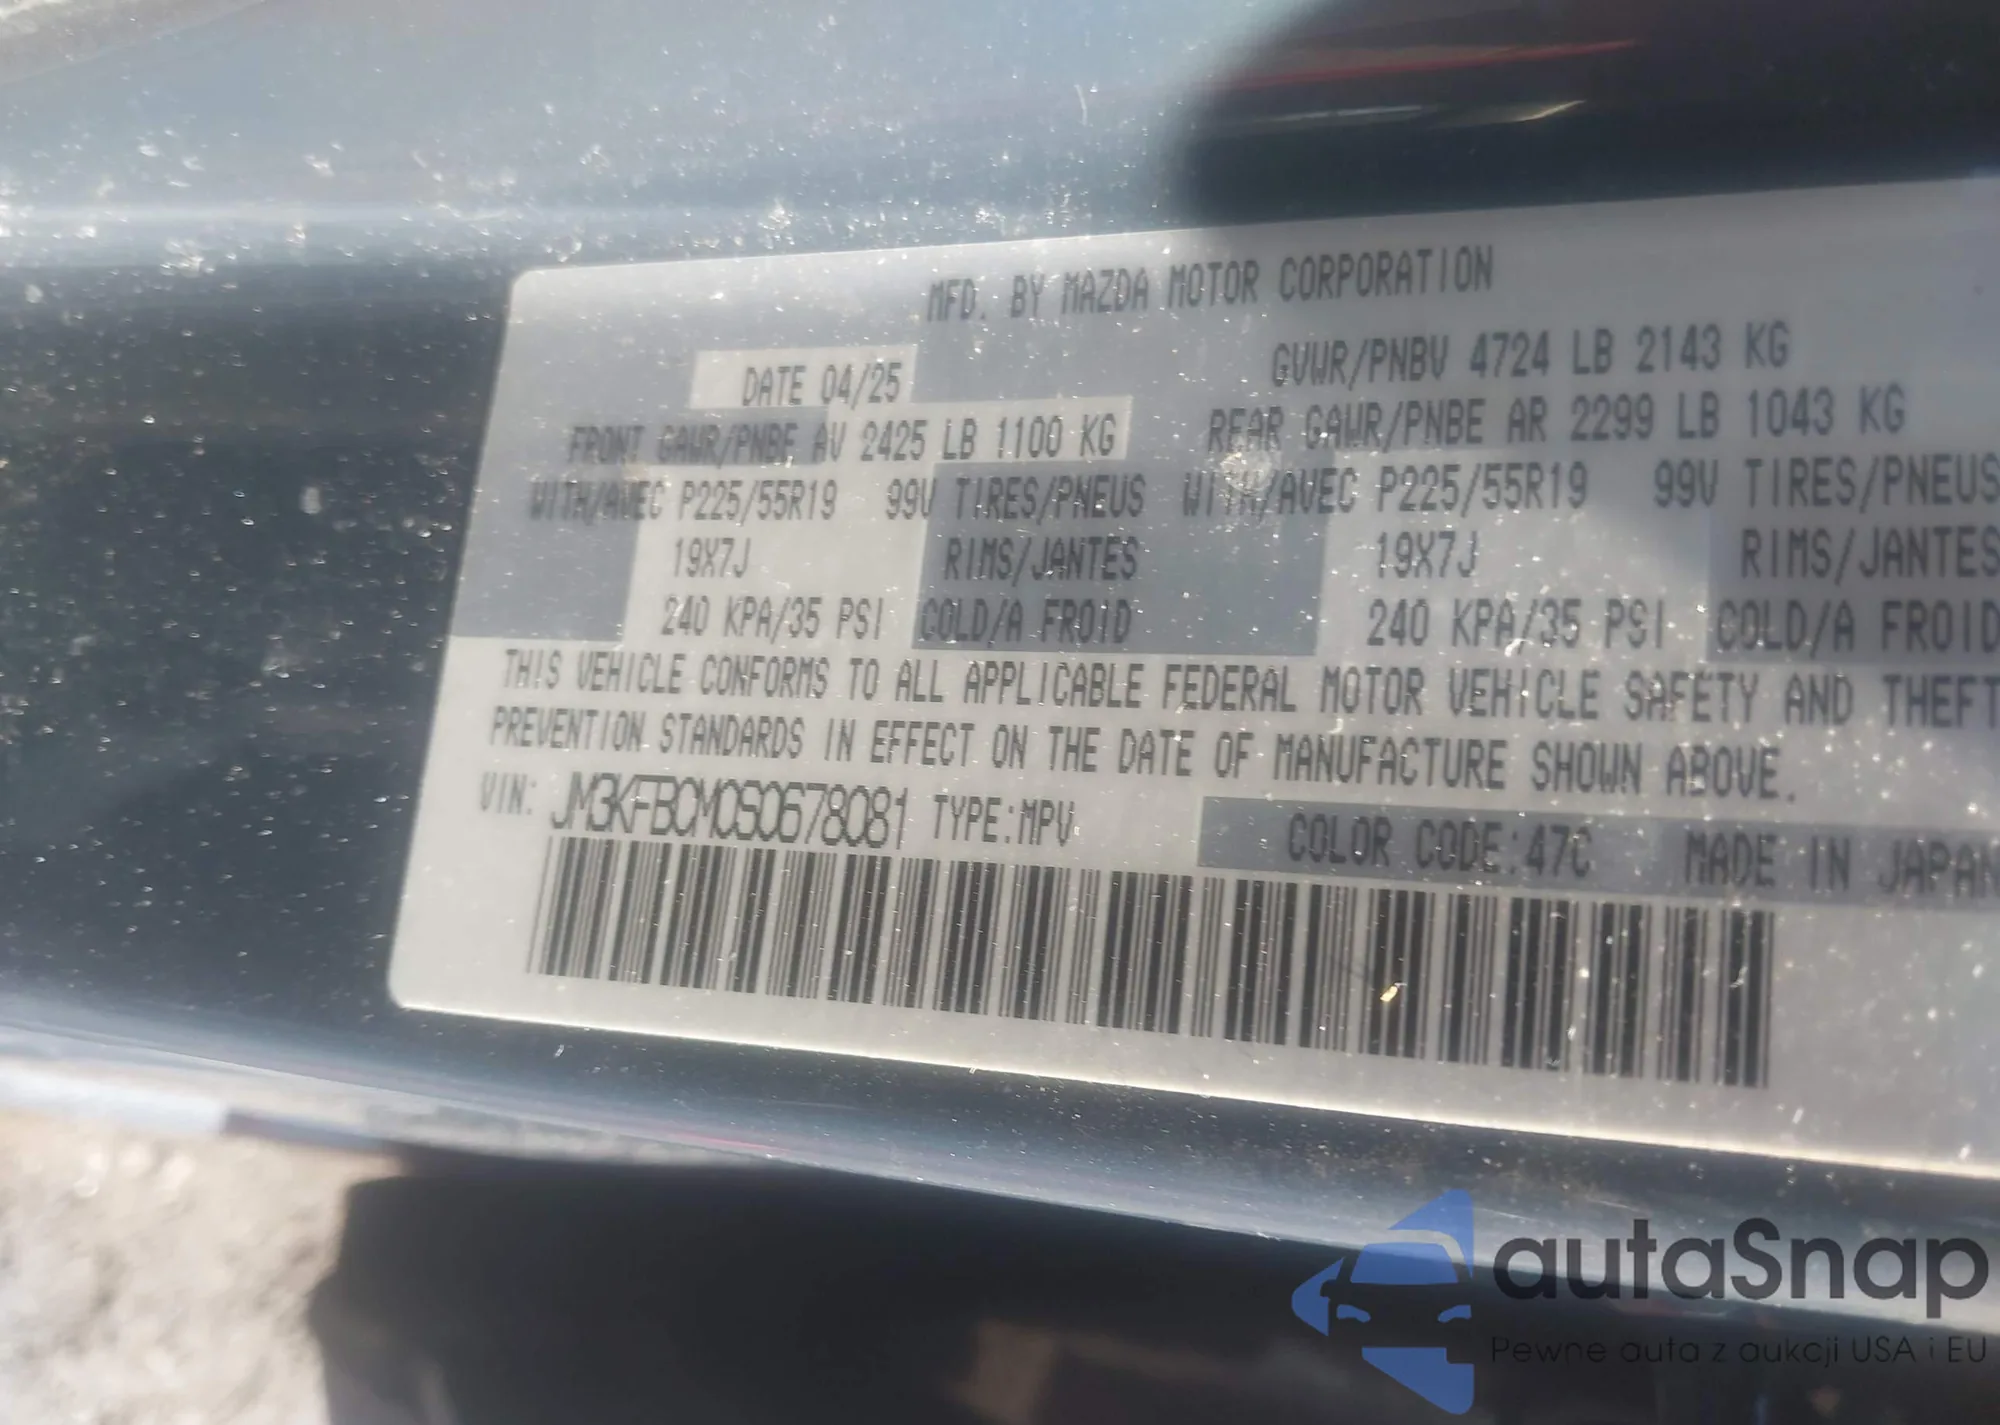 MFD. BY MAZDA MOTOR CORPORATION
DATE 04/25 GVWR/PNBV 4724 LB 2143 KG
FRONT GAWR/PNBE AV 2425 LB 1100 KG REAR GAWR/PNBE AR 2299 LB 1043 KG
WITH/AVEC P225/55R19 99V TIRES/PNEUS WITH/AVEC P225/55R19 99V TIRES/PNEUS
19X7J RIMS/JANTES 19X7J RIMS/JANTES
240 KPA/35 PSI COLD/A FROID 240 KPA/35 PSI COLD/A FROID
THIS VEHICLE CONFORMS TO ALL APPLICABLE FEDERAL MOTOR VEHICLE SAFETY AND THEFT
PREVENTION STANDARDS IN EFFECT ON THE DATE OF MANUFACTURE SHOWN ABOVE.
VIN: JM3KFBCM0S0678081 TYPE:MPV COLOR CODE:47C MADE IN JAPAN
autaSnap
Pewne auta z aukcji USA i EU